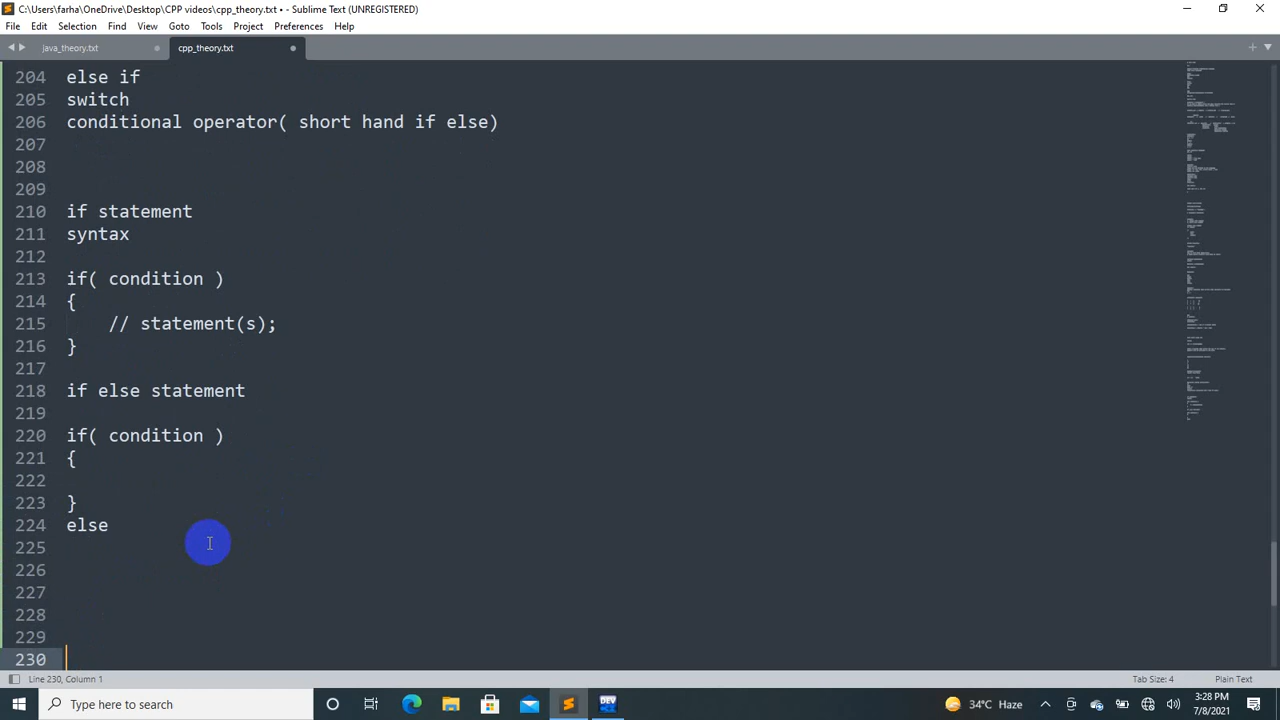 C:\Users\farha\OneDrive\Desktop\CPP videos\cpp_theory.txt • - Sublime Text (UNREGISTERED)
File Edit Selection Find View Goto Tools Project Preferences Help
java_theory.txt cpp_theory.txt
204 else if
205 switch
206 conditional operator( short hand if else)
207
208
209
210 if statement
211 syntax
212
213 if( condition )
214 {
215 // statement(s);
216 }
217
218 if else statement
219
220 if( condition )
221 {
222
223 }
224 else
225
226
227
228
229
230
Line 230, Column 1 Tab Size: 4 Plain Text
Type here to search DEV 34°C Haze 3:28 PM
7/8/2021